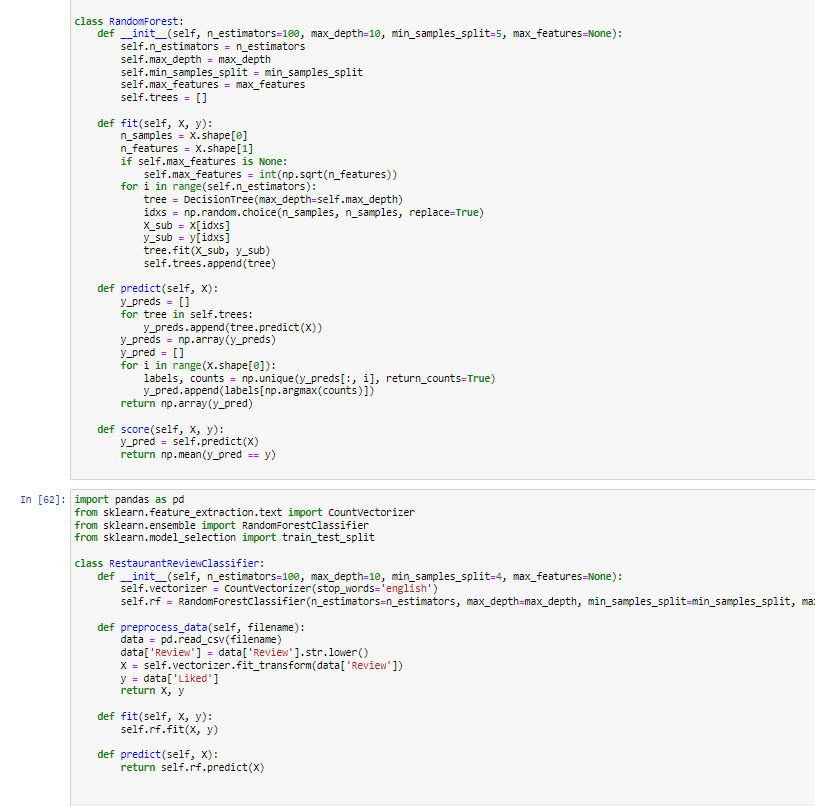 class RandomForest:
    def __init__(self, n_estimators=100, max_depth=10, min_samples_split=5, max_features=None):
        self.n_estimators = n_estimators
        self.max_depth = max_depth
        self.min_samples_split = min_samples_split
        self.max_features = max_features
        self.trees = []

    def fit(self, X, y):
        n_samples = X.shape[0]
        n_features = X.shape[1]
        if self.max_features is None:
            self.max_features = int(np.sqrt(n_features))
        for i in range(self.n_estimators):
            tree = DecisionTree(max_depth=self.max_depth)
            idxs = np.random.choice(n_samples, n_samples, replace=True)
            X_sub = X[idxs]
            y_sub = y[idxs]
            tree.fit(X_sub, y_sub)
            self.trees.append(tree)

    def predict(self, X):
        y_preds = []
        for tree in self.trees:
            y_preds.append(tree.predict(X))
        y_preds = np.array(y_preds)
        y_pred = []
        for i in range(X.shape[0]):
            labels, counts = np.unique(y_preds[:, i], return_counts=True)
            y_pred.append(labels[np.argmax(counts)])
        return np.array(y_pred)

    def score(self, X, y):
        y_pred = self.predict(X)
        return np.mean(y_pred == y)

In [62]: import pandas as pd
from sklearn.feature_extraction.text import CountVectorizer
from sklearn.ensemble import RandomForestClassifier
from sklearn.model_selection import train_test_split

class RestaurantReviewClassifier:
    def __init__(self, n_estimators=100, max_depth=10, min_samples_split=4, max_features=None):
        self.vectorizer = CountVectorizer(stop_words='english')
        self.rf = RandomForestClassifier(n_estimators=n_estimators, max_depth=max_depth, min_samples_split=min_samples_split,

    def preprocess_data(self, filename):
        data = pd.read_csv(filename)
        data['Review'] = data['Review'].str.lower()
        X = self.vectorizer.fit_transform(data['Review'])
        y = data['Liked']
        return X, y

    def fit(self, X, y):
        self.rf.fit(X, y)

    def predict(self, X):
        return self.rf.predict(X)